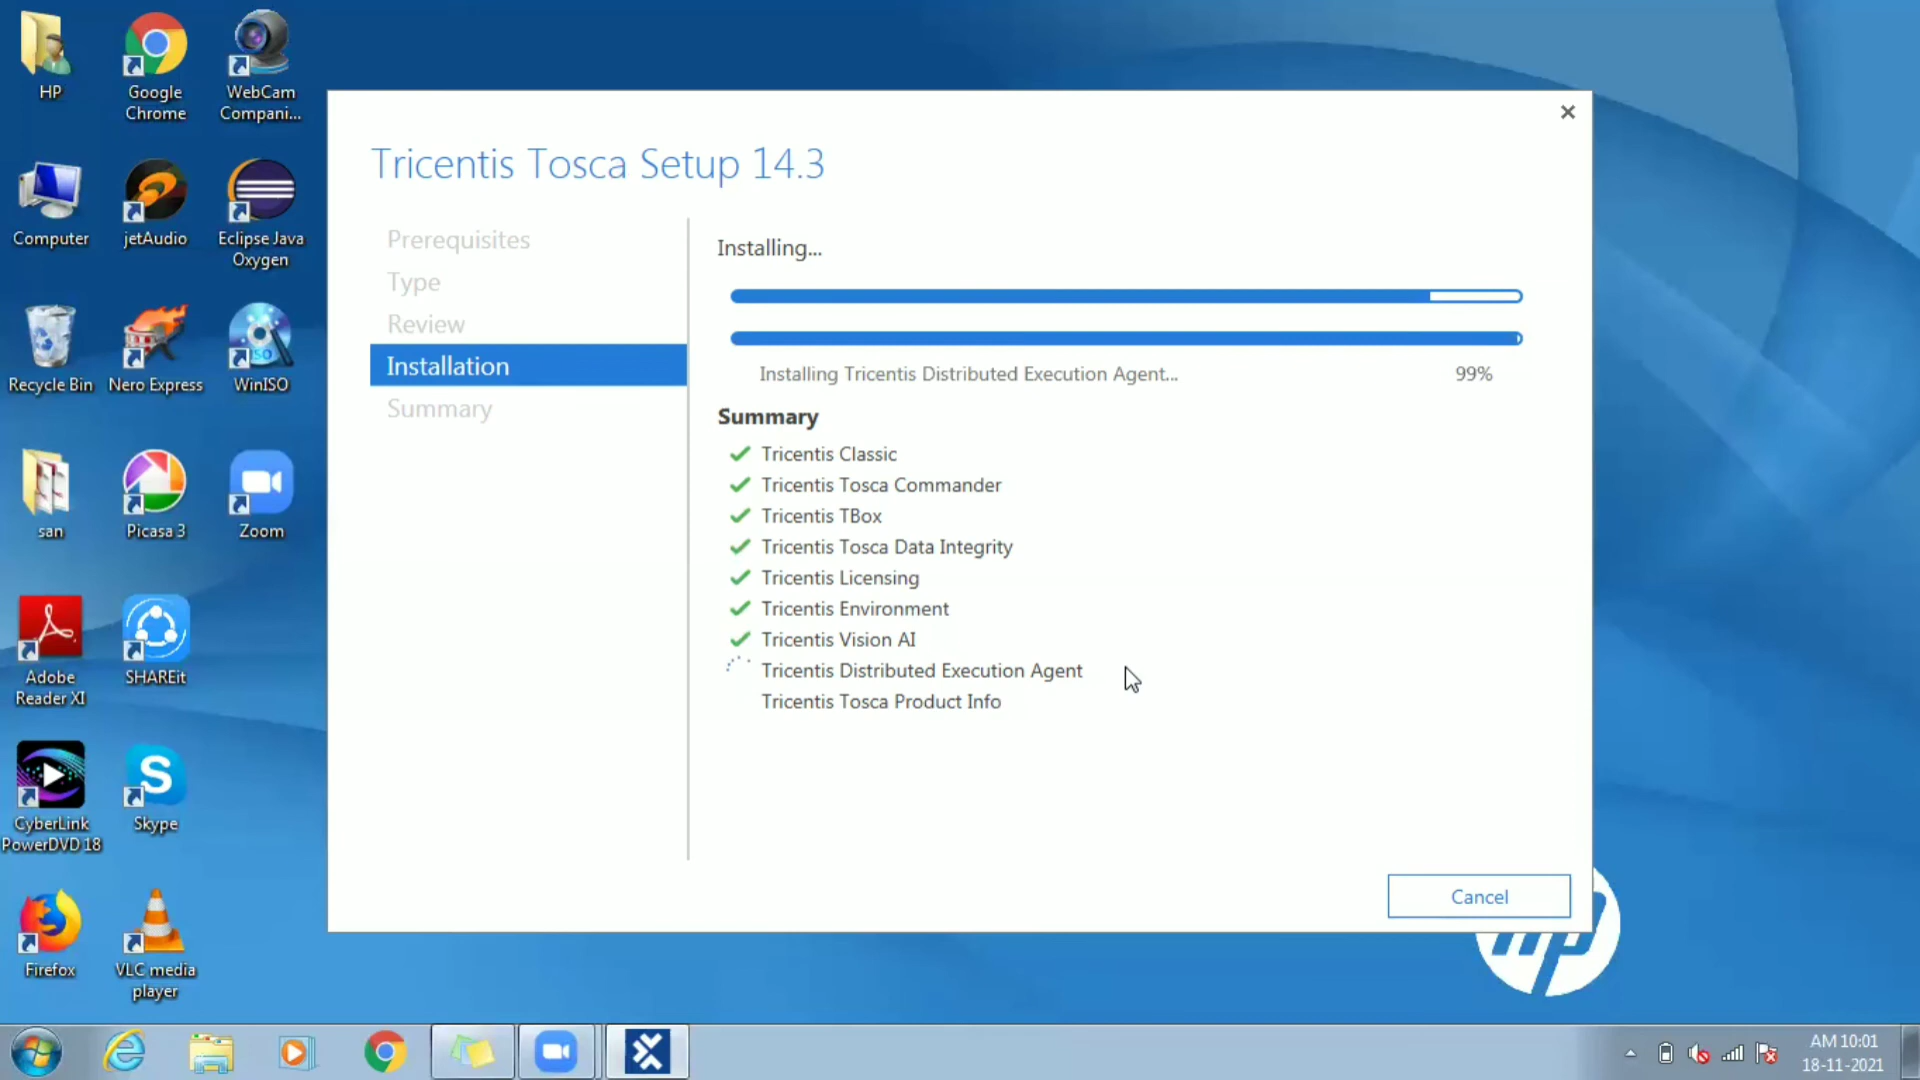 HP
Google
Chrome
WebCam
Compani...
Computer
jetAudio
Eclipse Java
Oxygen
Recycle Bin
Nero Express
ISO
WinISO
san
Picasa 3
Zoom
Adobe
Reader XI
SHAREit
CyberLink
PowerDVD 18
S
Skype
Firefox
VLC media
player
Tricentis Tosca Setup 14.3
Prerequisites
Type
Review
Installation
Summary
Installing...
Installing Tricentis Distributed Execution Agent...
99%
Summary
Tricentis Classic
Tricentis Tosca Commander
Tricentis TBox
Tricentis Tosca Data Integrity
Tricentis Licensing
Tricentis Environment
Tricentis Vision AI
Tricentis Distributed Execution Agent
Tricentis Tosca Product Info
Cancel
hp
AM 10:01
18-11-2021